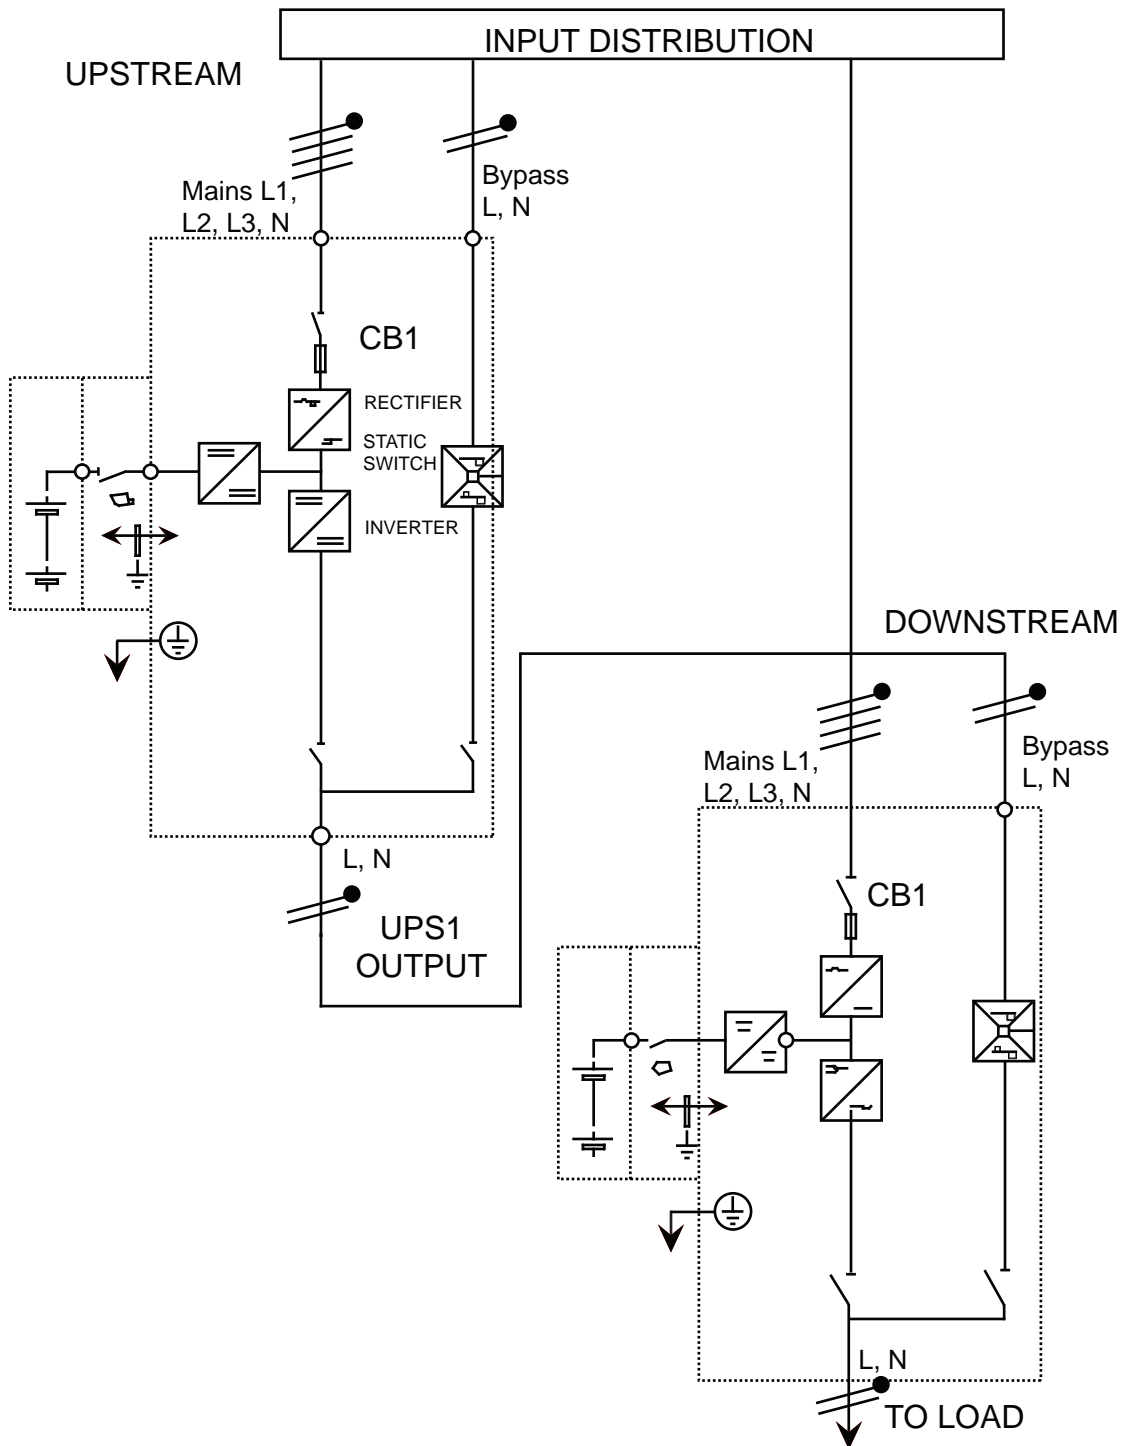 INPUT DISTRIBUTION
UPSTREAM
Mains L1,
L2, L3, N
Bypass
L, N
CB1
RECTIFIER
STATIC
SWITCH
INVERTER
L, N
UPS1
OUTPUT
DOWNSTREAM
Mains L1,
L2, L3, N
Bypass
L, N
CB1
L, N
TO LOAD